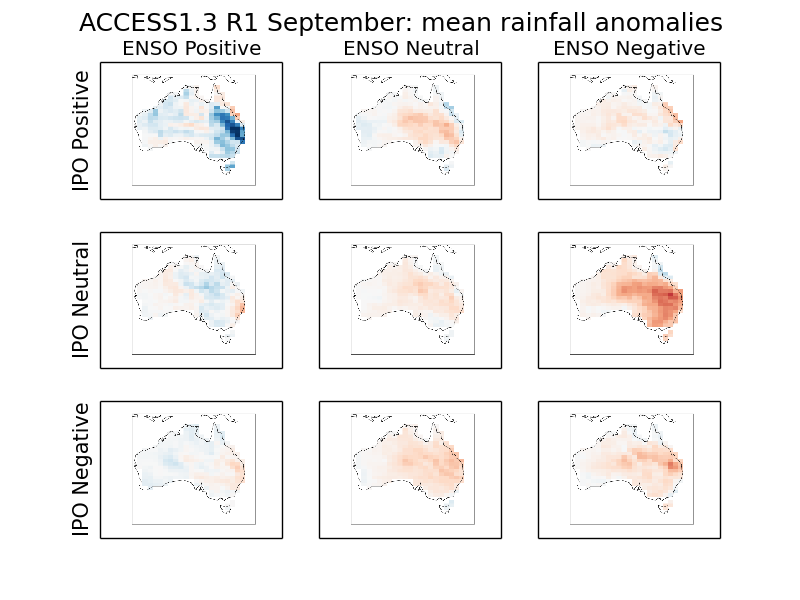 ACCESS1.3 R1 September: mean rainfall anomalies
ENSO Positive
ENSO Neutral
ENSO Negative
IPO Positive
IPO Neutral
IPO Negative